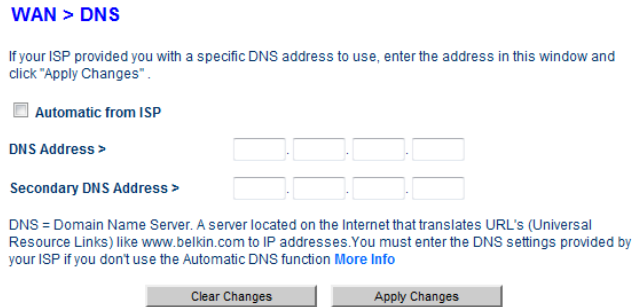 WAN > DNS
If your ISP provided you with a specific DNS address to use, enter the address in this window and
click "Apply Changes" .
Automatic from ISP
DNS Address > . . .
Secondary DNS Address > . . .
DNS = Domain Name Server. A server located on the Internet that translates URL's (Universal
Resource Links) like www.belkin.com to IP addresses.You must enter the DNS settings provided by
your ISP if you don't use the Automatic DNS function More Info
Clear Changes Apply Changes